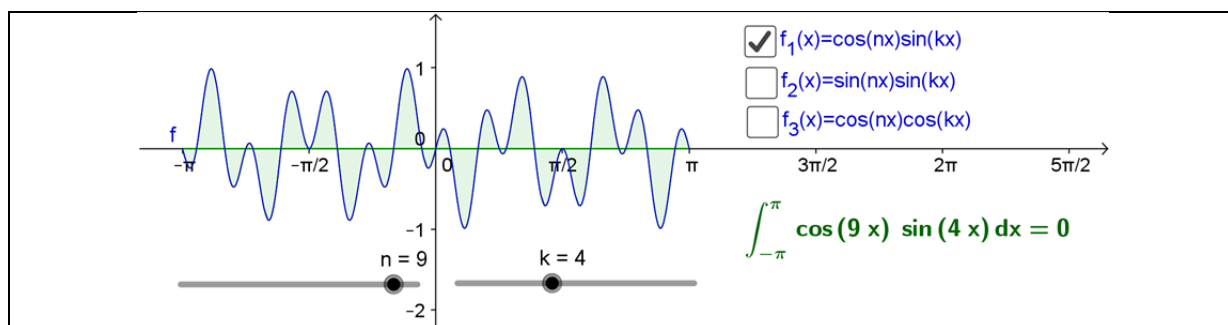 f₁(x)=cos(nx)sin(kx)
f₂(x)=sin(nx)sin(kx)
f₃(x)=cos(nx)cos(kx)
1
f
0
-π
-π/2
0
π/2
π
3π/2
2π
5π/2
∫_{-π}^{π} cos (9 x) sin (4 x) dx = 0
-1
n = 9
k = 4
-2